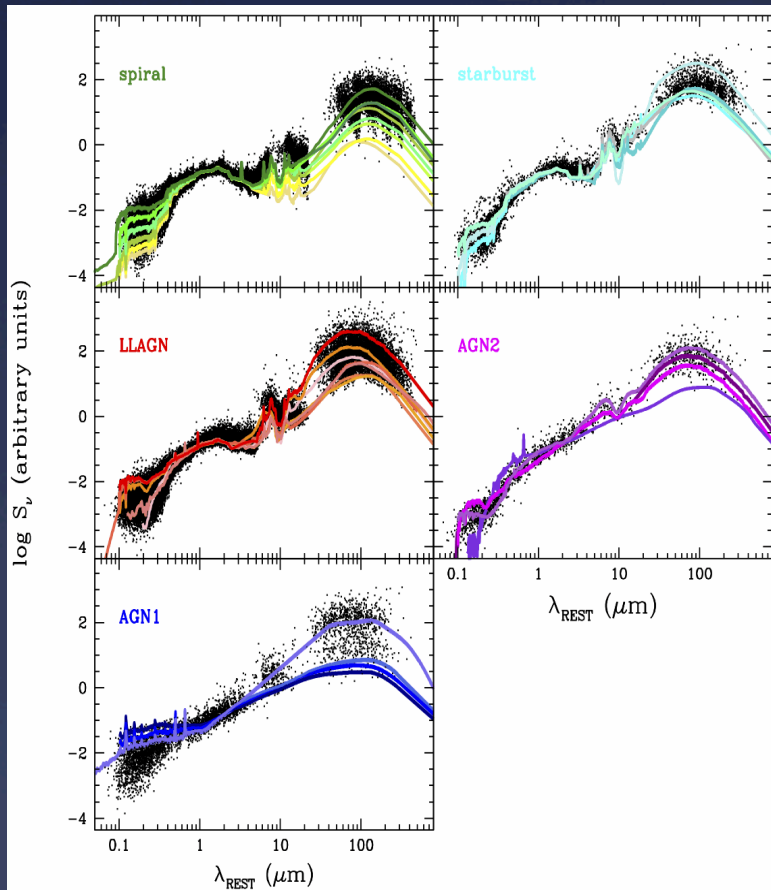 spiral
starburst
2
0
−2
−4
LLAGN
AGN2
2
0
−2
−4
log S_ν (arbitrary units)
AGN1
2
0
−2
−4
0.1 1 10 100
λ_REST (μm)
0.1 1 10 100
λ_REST (μm)